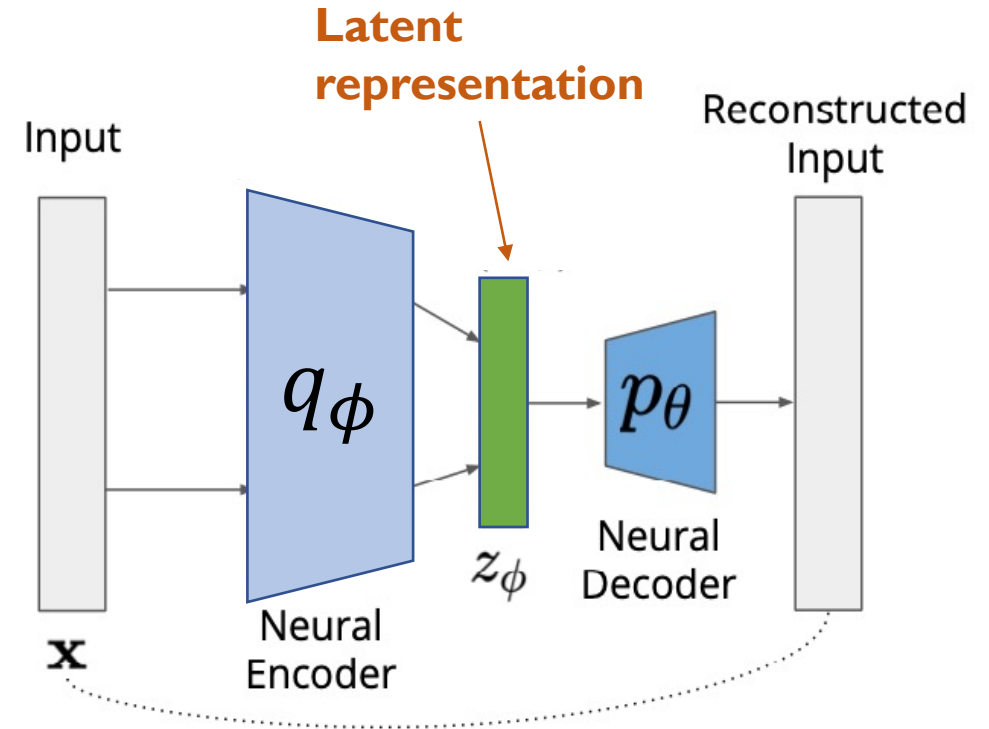 Latent
representation
Input
Reconstructed
Input
qϕ
pθ
zϕ
Neural
Decoder
Neural
Encoder
x